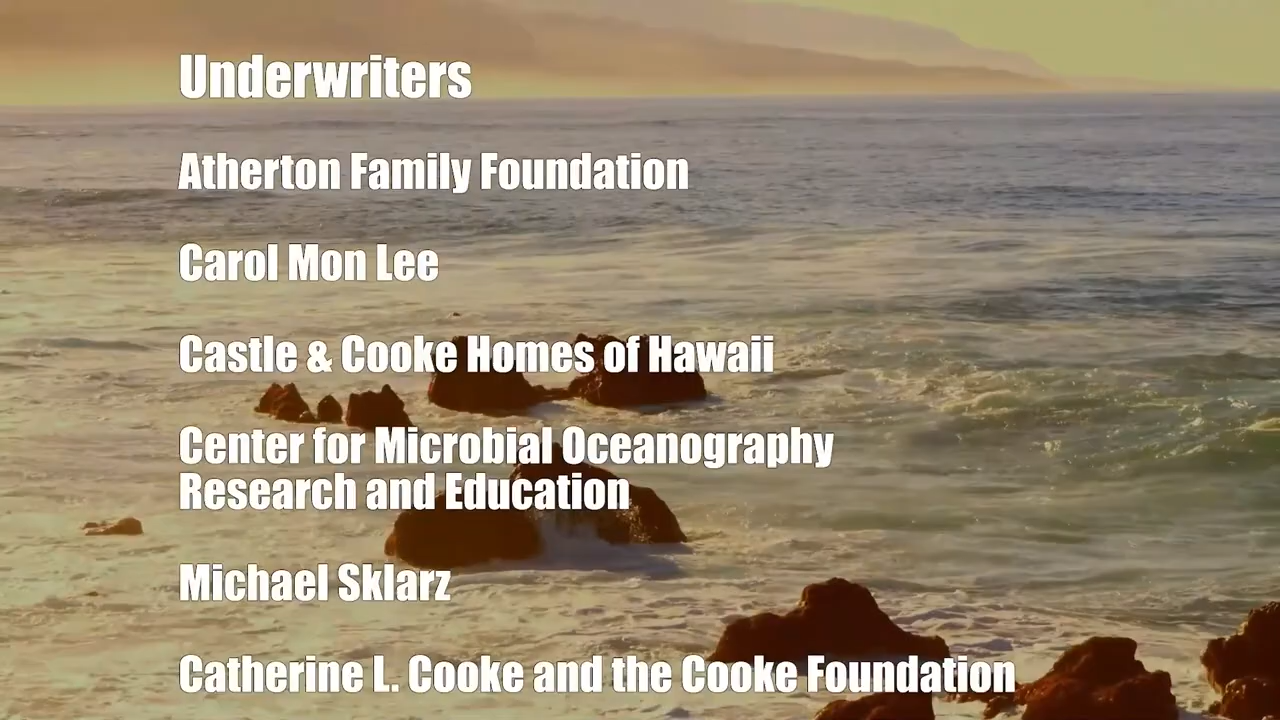 Underwriters
Atherton Family Foundation
Carol Mon Lee
Castle & Cooke Homes of Hawaii
Center for Microbial Oceanography
Research and Education
Michael Sklarz
Catherine L. Cooke and the Cooke Foundation